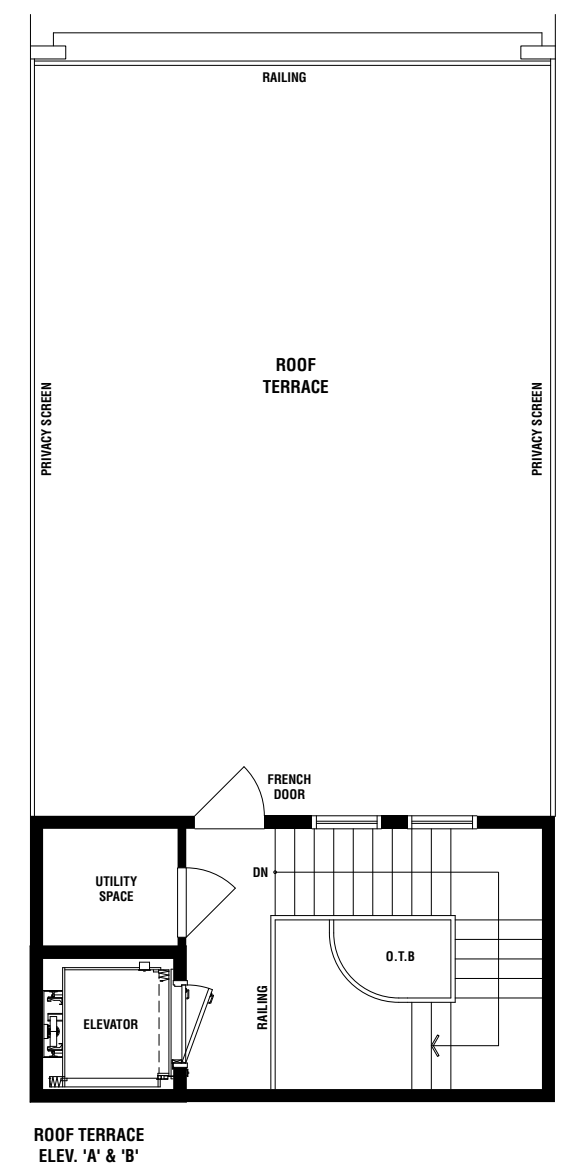 RAILING
ROOF
TERRACE
PRIVACY SCREEN
PRIVACY SCREEN
FRENCH
DOOR
UTILITY
SPACE
DN
O.T.B
RAILING
ELEVATOR
ROOF TERRACE
ELEV. 'A' & 'B'